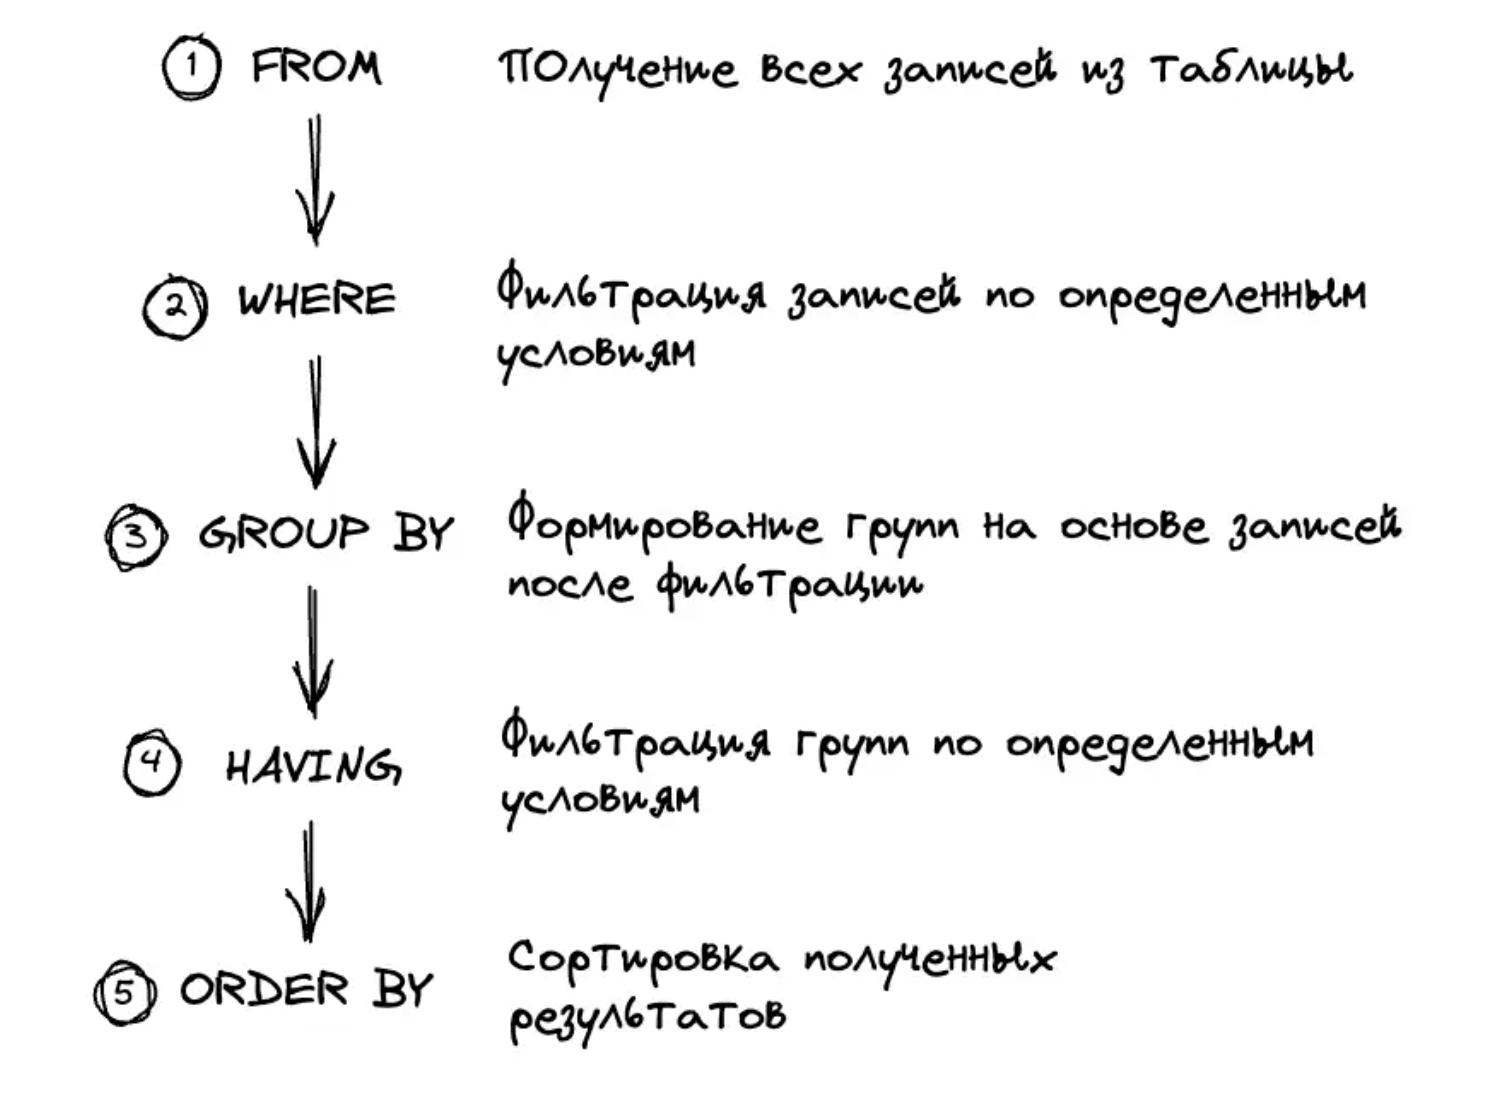 1 FROM ПОлучение всех записей из таблицы
2 WHERE Фильтрация записей по определенным
условиям
3 GROUP BY Формирование групп на основе записей
после фильтрации
4 HAVING Фильтрация групп по определенным
условиям
5 ORDER BY Сортировка полученных
результатов